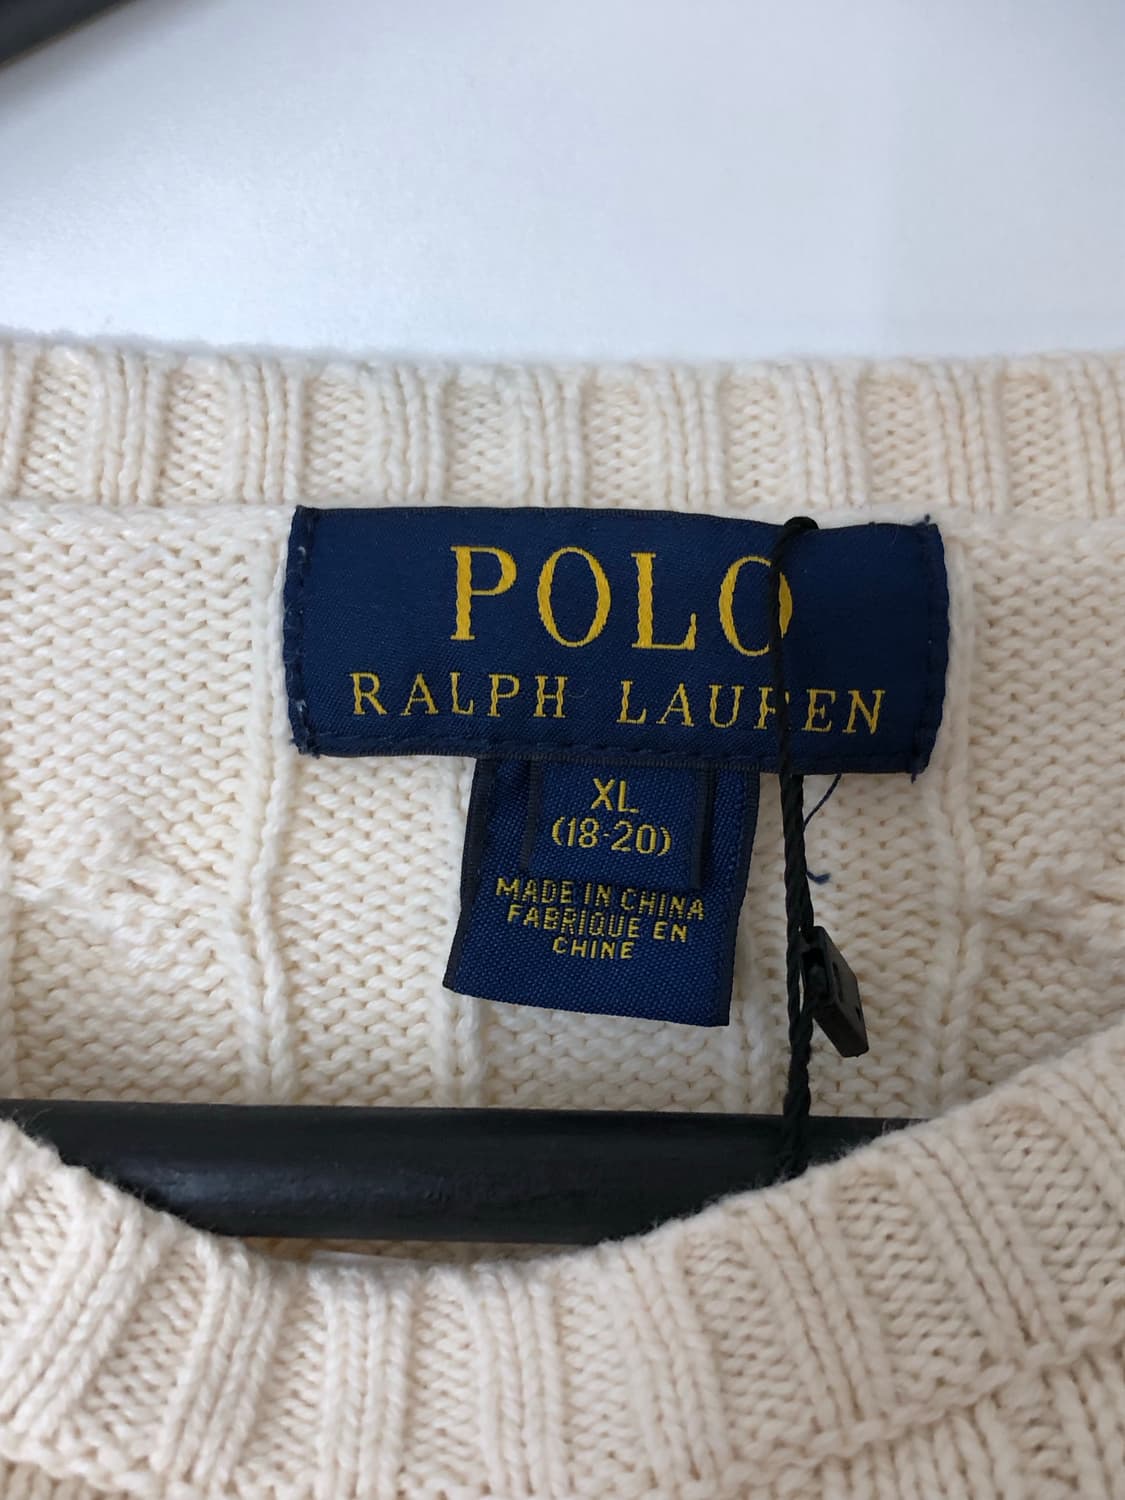 POLO
RALPH LAUREN
XL
(18-20)
MADE IN CHINA
FABRIQUE EN
CHINE